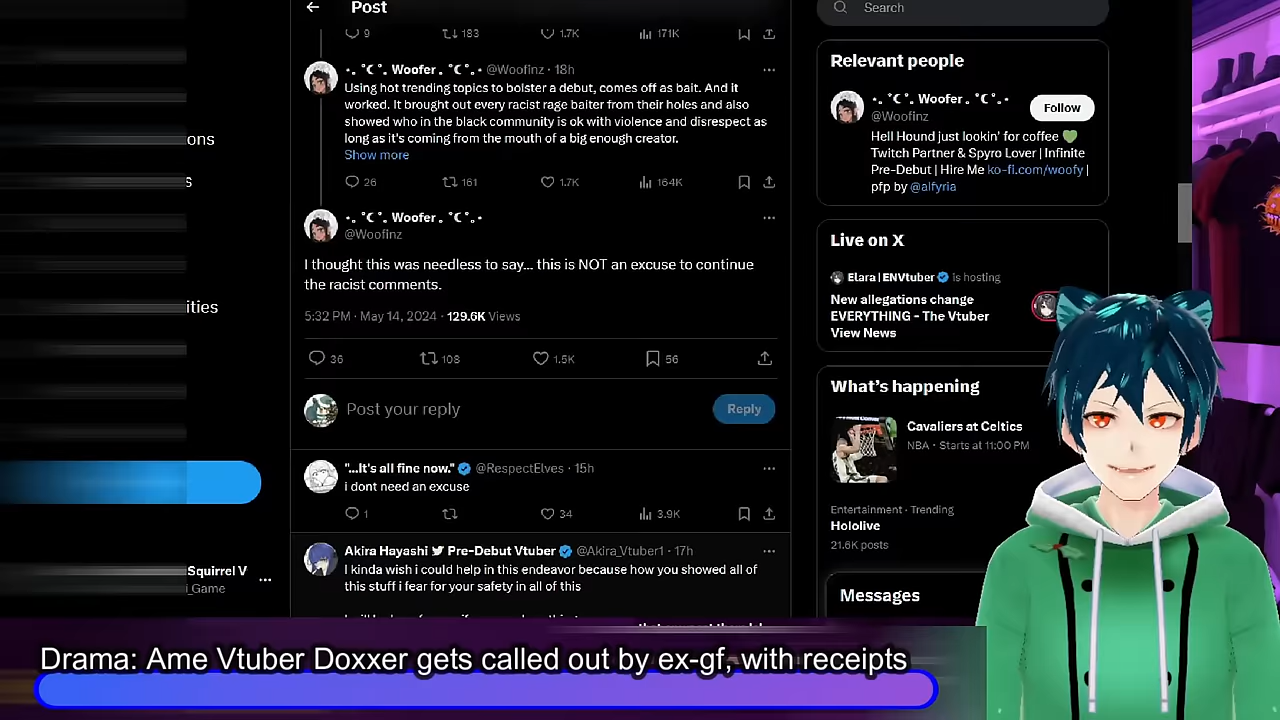 Post
Search
9 183 1.7K 171K
⋆｡ ﾟ☾ ﾟ｡ Woofer ｡ ﾟ☾ ﾟ｡⋆ @Woofinz · 18h
Using hot trending topics to bolster a debut, comes off as bait. And it
worked. It brought out every racist rage baiter from their holes and also
showed who in the black community is ok with violence and disrespect as
long as it's coming from the mouth of a big enough creator.
Show more
26 161 1.7K 164K
⋆｡ ﾟ☾ ﾟ｡ Woofer ｡ ﾟ☾ ﾟ｡⋆
@Woofinz
I thought this was needless to say... this is NOT an excuse to continue
the racist comments.
5:32 PM · May 14, 2024 · 129.6K Views
36 108 1.5K 56
Post your reply
Reply
"...It's all fine now." @RespectElves · 15h
i dont need an excuse
1 34 3.9K
Akira Hayashi Pre-Debut Vtuber @Akira_Vtuber1 · 17h
I kinda wish i could help in this endeavor because how you showed all of
this stuff i fear for your safety in all of this
Relevant people
⋆｡ ﾟ☾ ﾟ｡ Woofer ｡ ﾟ☾ ﾟ｡⋆
@Woofinz
Follow
Hell Hound just lookin' for coffee
Twitch Partner & Spyro Lover | Infinite
Pre-Debut | Hire Me ko-fi.com/woofy |
pfp by @alfyria
Live on X
Elara | ENVtuber is hosting
New allegations change
EVERYTHING - The Vtuber
View News
What's happening
Cavaliers at Celtics
NBA · Starts at 11:00 PM
Entertainment · Trending
Hololive
21.6K posts
Messages
ons
s
ities
Squirrel V
i_Game
Drama: Ame Vtuber Doxxer gets called out by ex-gf, with receipts